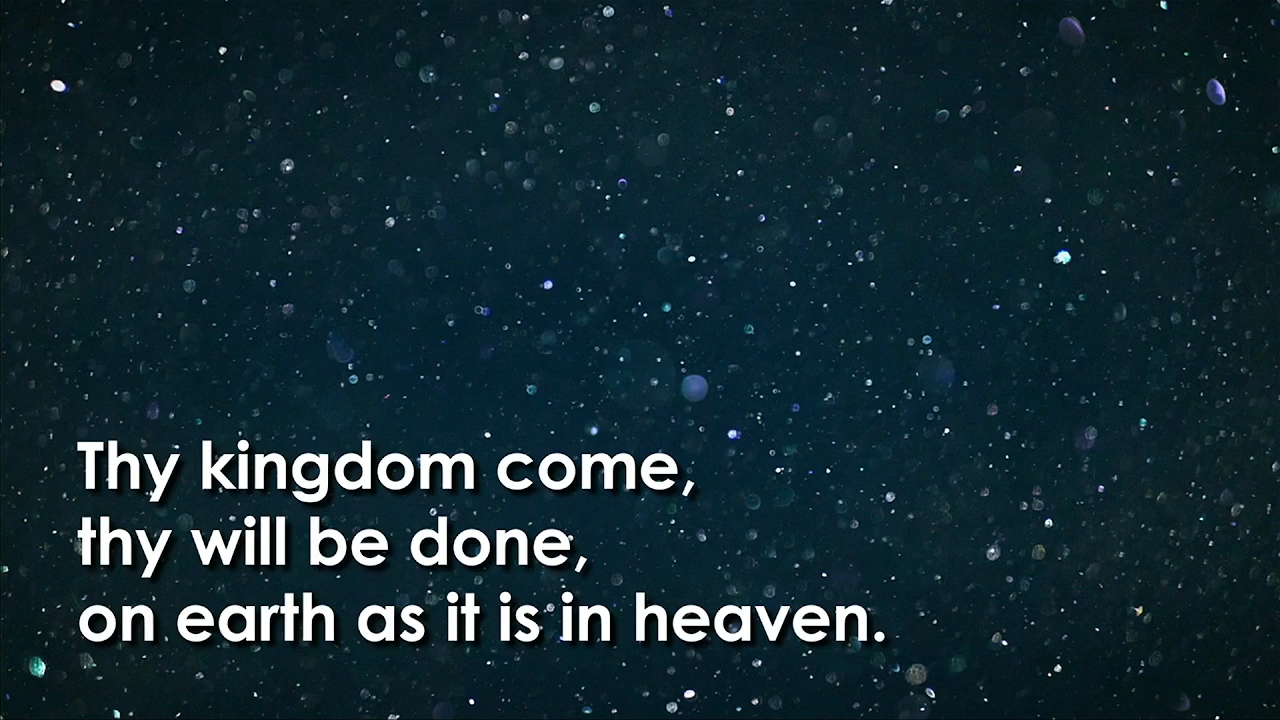 Thy kingdom come,
thy will be done,
on earth as it is in heaven.